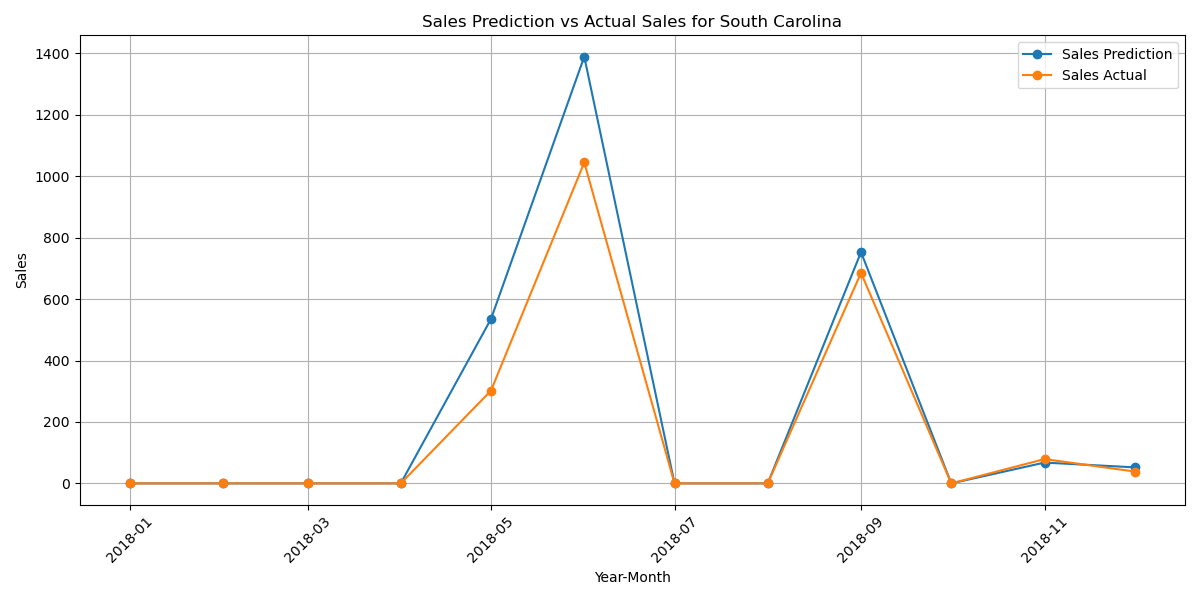 Sales Prediction vs Actual Sales for South Carolina
Sales Prediction
Sales Actual
Sales
1400
1200
1000
800
600
400
200
0
2018-01
2018-03
2018-05
2018-07
2018-09
2018-11
Year-Month